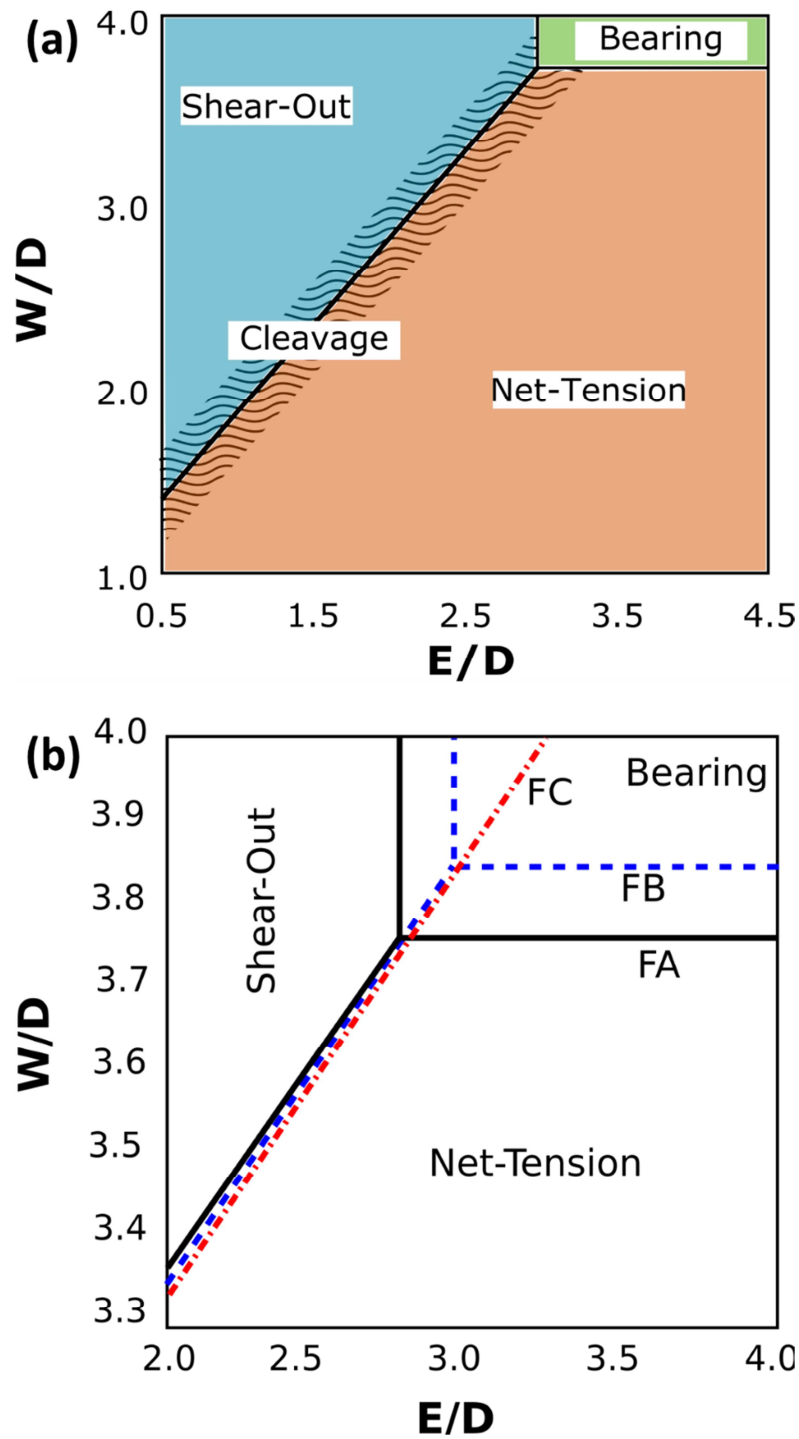 (a)
4.0
Bearing
Shear-Out
3.0
W/D
Cleavage
2.0
Net-Tension
1.0
0.5 1.5 2.5 3.5 4.5
E/D
(b)
4.0
Bearing
FC
3.9
Shear-Out
3.8
FB
3.7
FA
W/D
3.6
3.5
Net-Tension
3.4
3.3
2.0 2.5 3.0 3.5 4.0
E/D